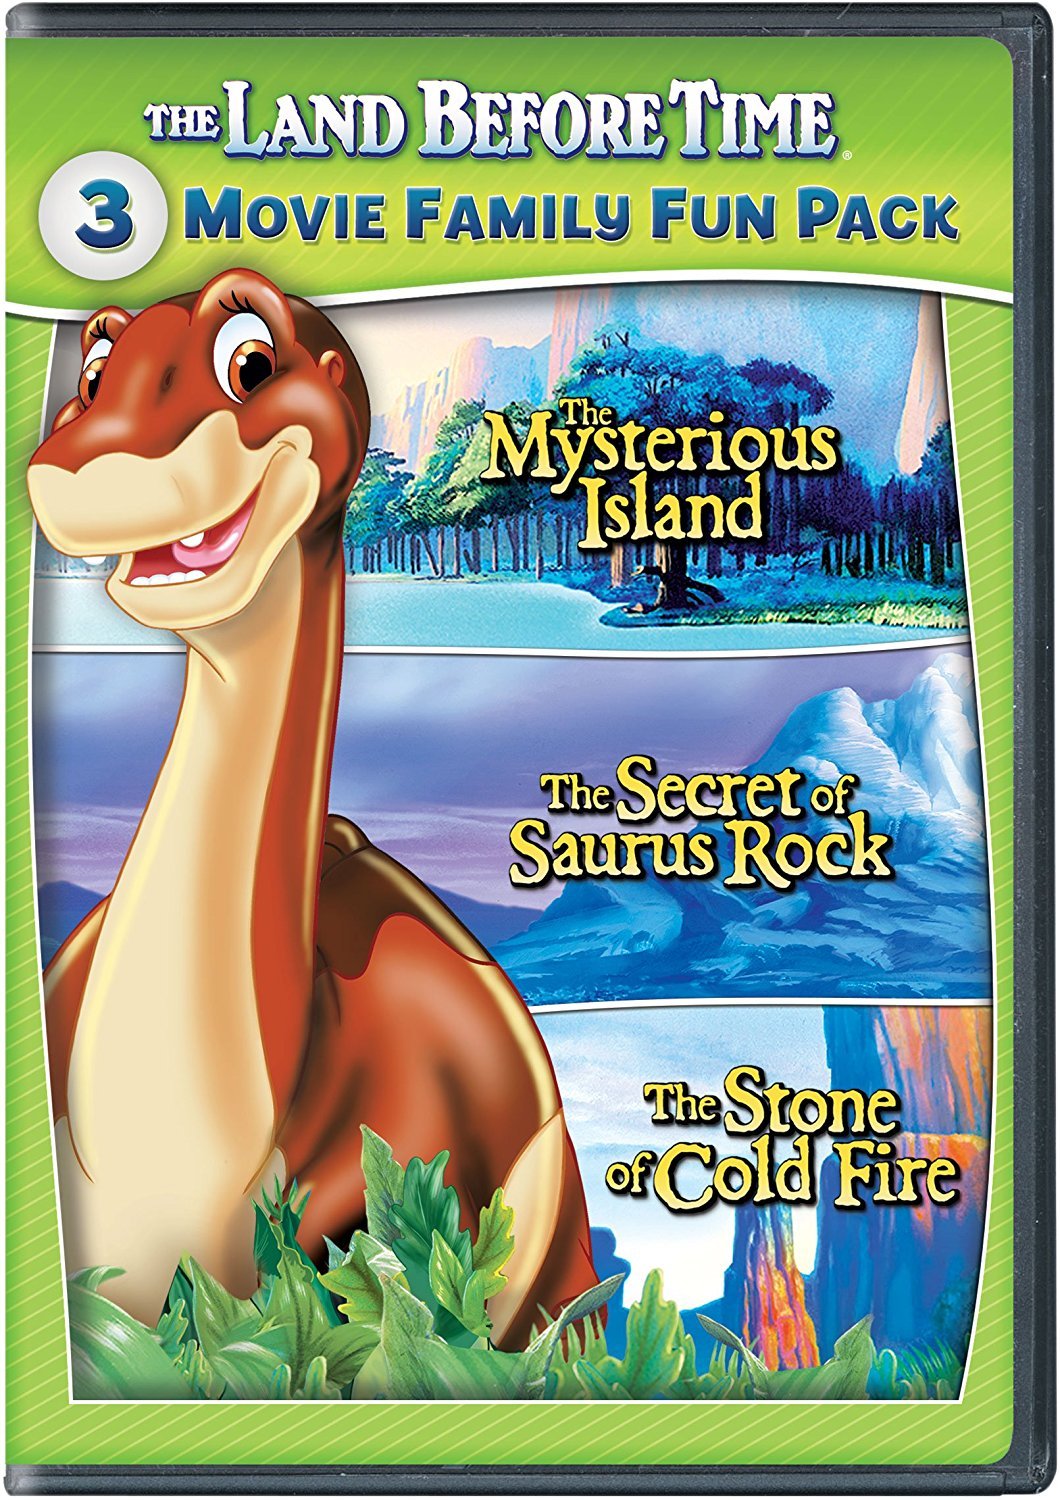 THE LAND BEFORE TIME®
3 MOVIE FAMILY FUN PACK
The
Mysterious
Island
The Secret of
Saurus Rock
The Stone
of Cold Fire